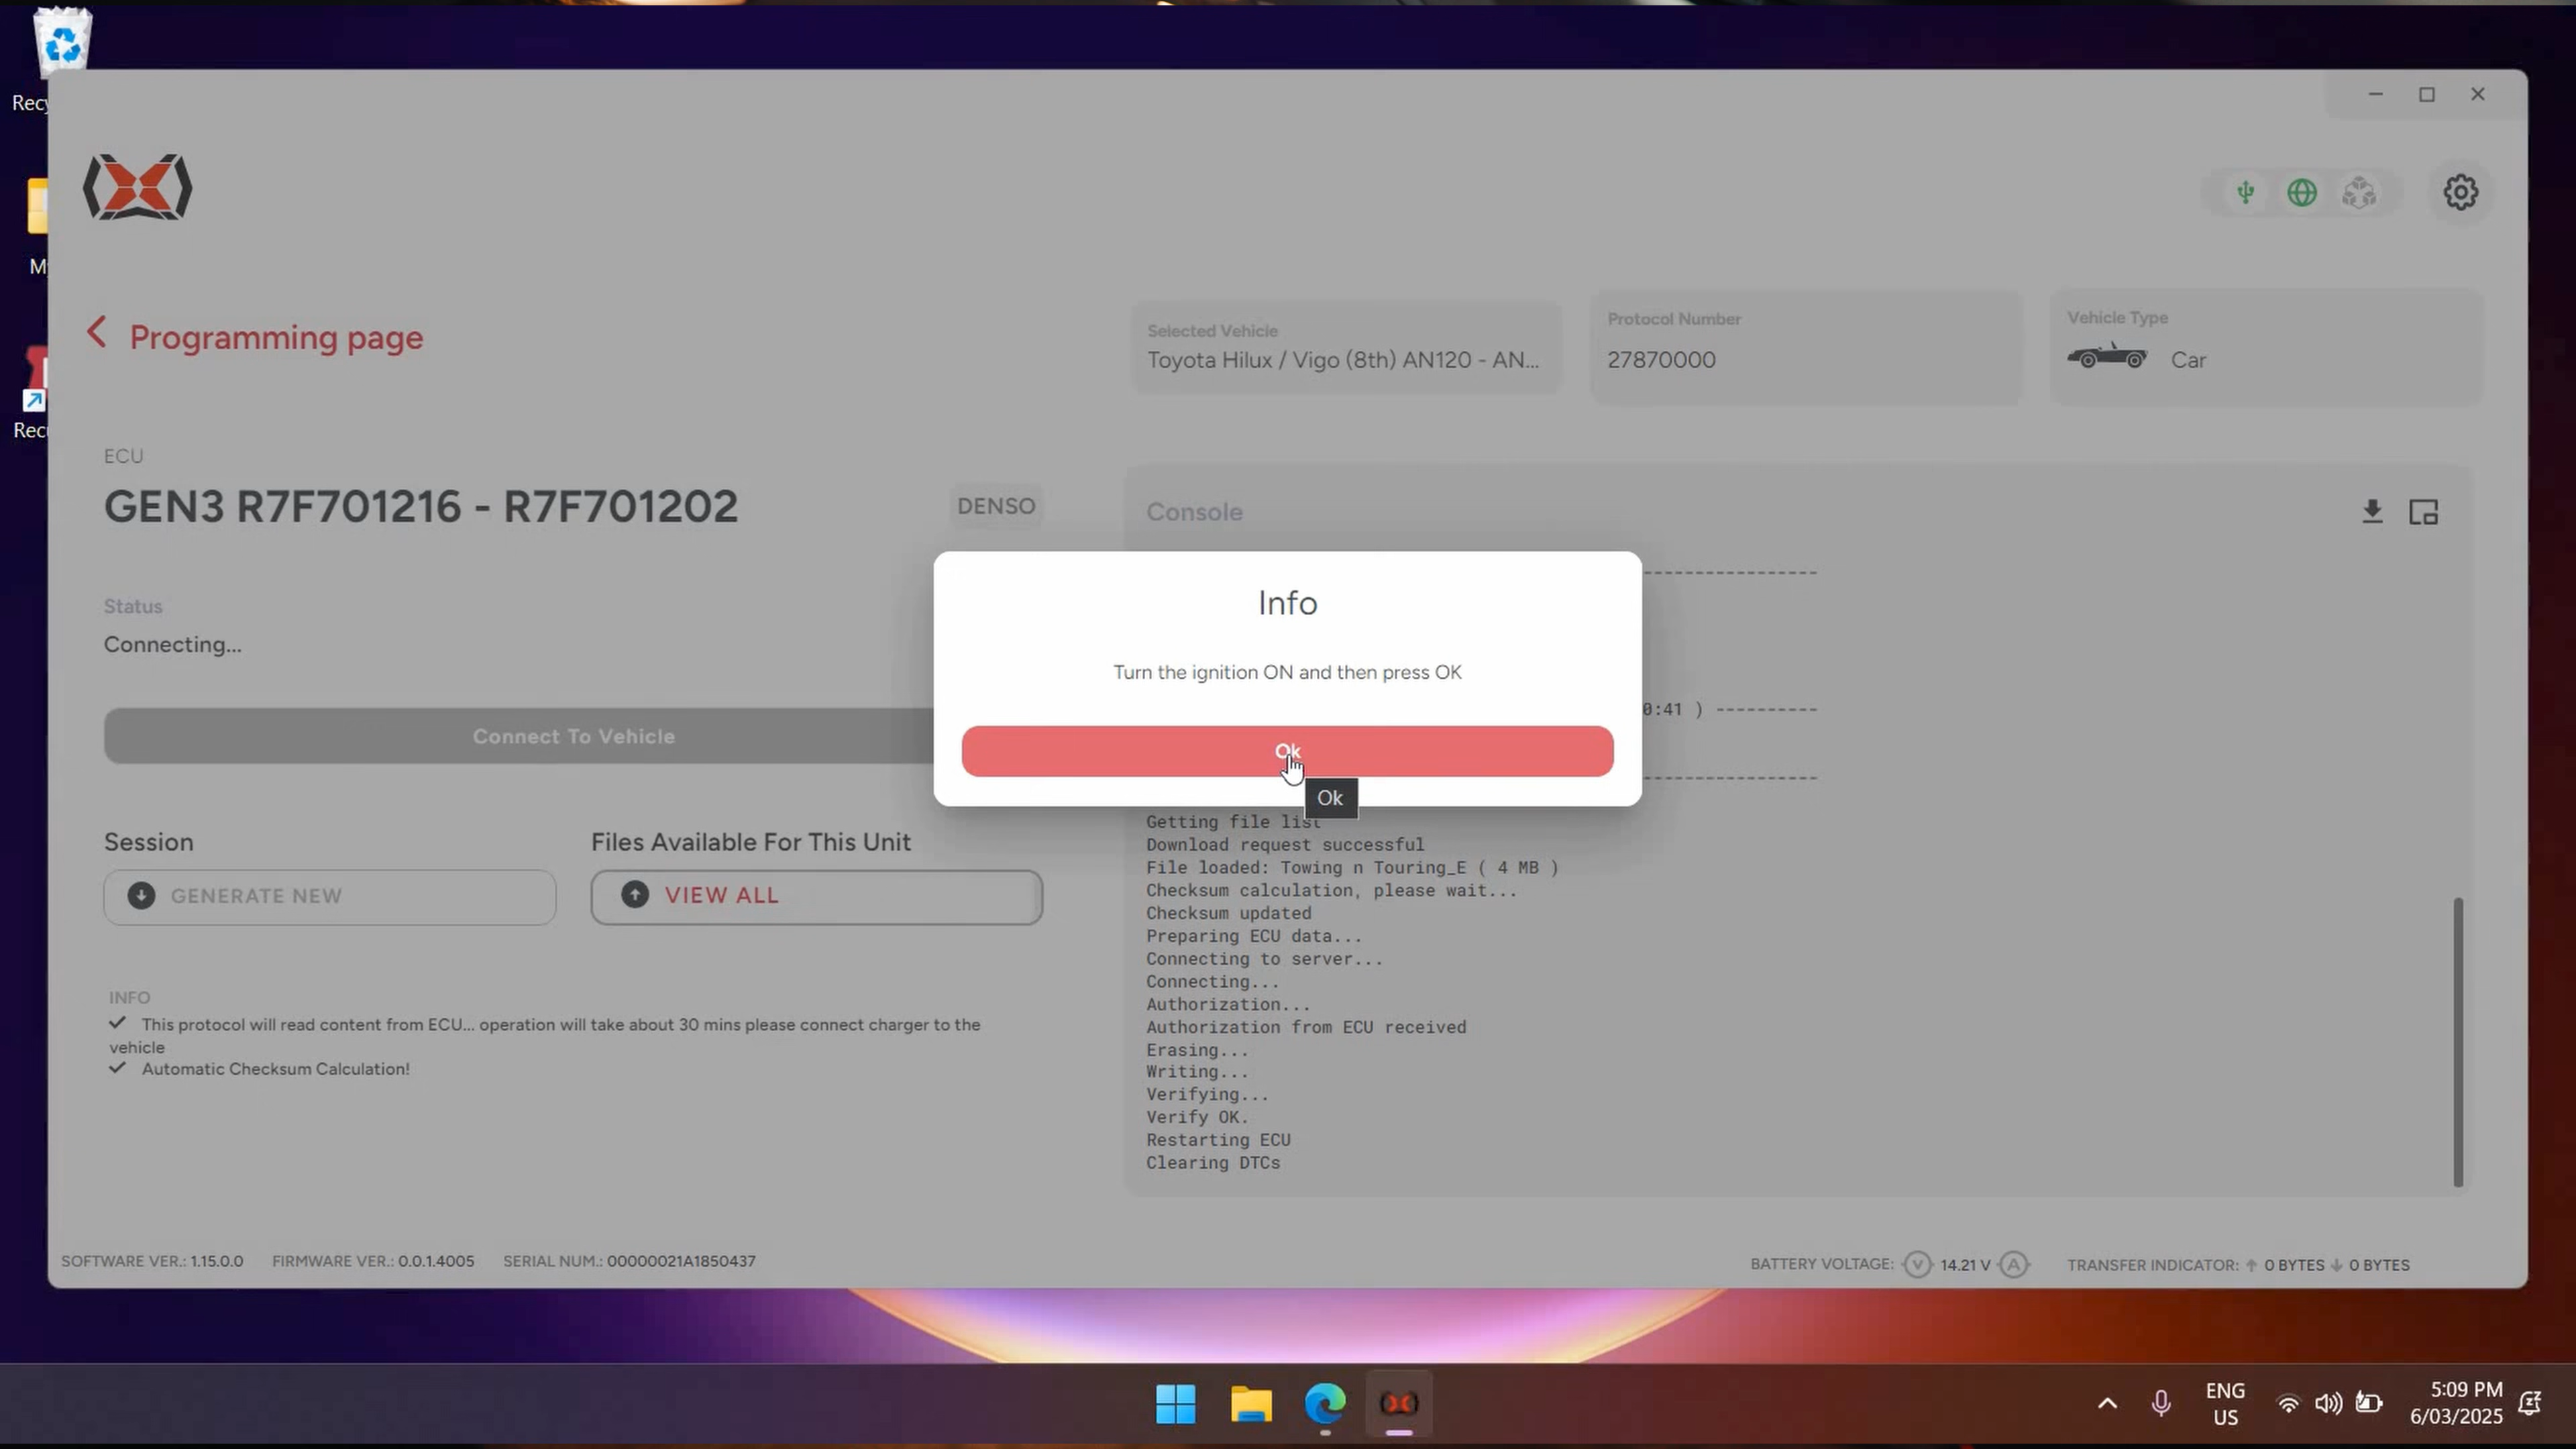 Programming page
Selected Vehicle
Toyota Hilux / Vigo (8th) AN120 - AN...
Protocol Number
27870000
Vehicle Type
Car
ECU
GEN3 R7F701216 - R7F701202
DENSO
Status
Connecting...
Connect To Vehicle
Session
GENERATE NEW
Files Available For This Unit
VIEW ALL
INFO
This protocol will read content from ECU... operation will take about 30 mins please connect charger to the
vehicle
Automatic Checksum Calculation!
Console
Info
Turn the ignition ON and then press OK
Ok
Ok
0:41 ) ----------
Getting file list
Download request successful
File loaded: Towing n Touring_E ( 4 MB )
Checksum calculation, please wait...
Checksum updated
Preparing ECU data...
Connecting to server...
Connecting...
Authorization...
Authorization from ECU received
Erasing...
Writing...
Verifying...
Verify OK.
Restarting ECU
Clearing DTCs
SOFTWARE VER.: 1.15.0.0 FIRMWARE VER.: 0.0.1.4005 SERIAL NUM.: 00000021A1850437
BATTERY VOLTAGE: V 14.21 V A TRANSFER INDICATOR: 0 BYTES 0 BYTES
ENG
US
5:09 PM
6/03/2025